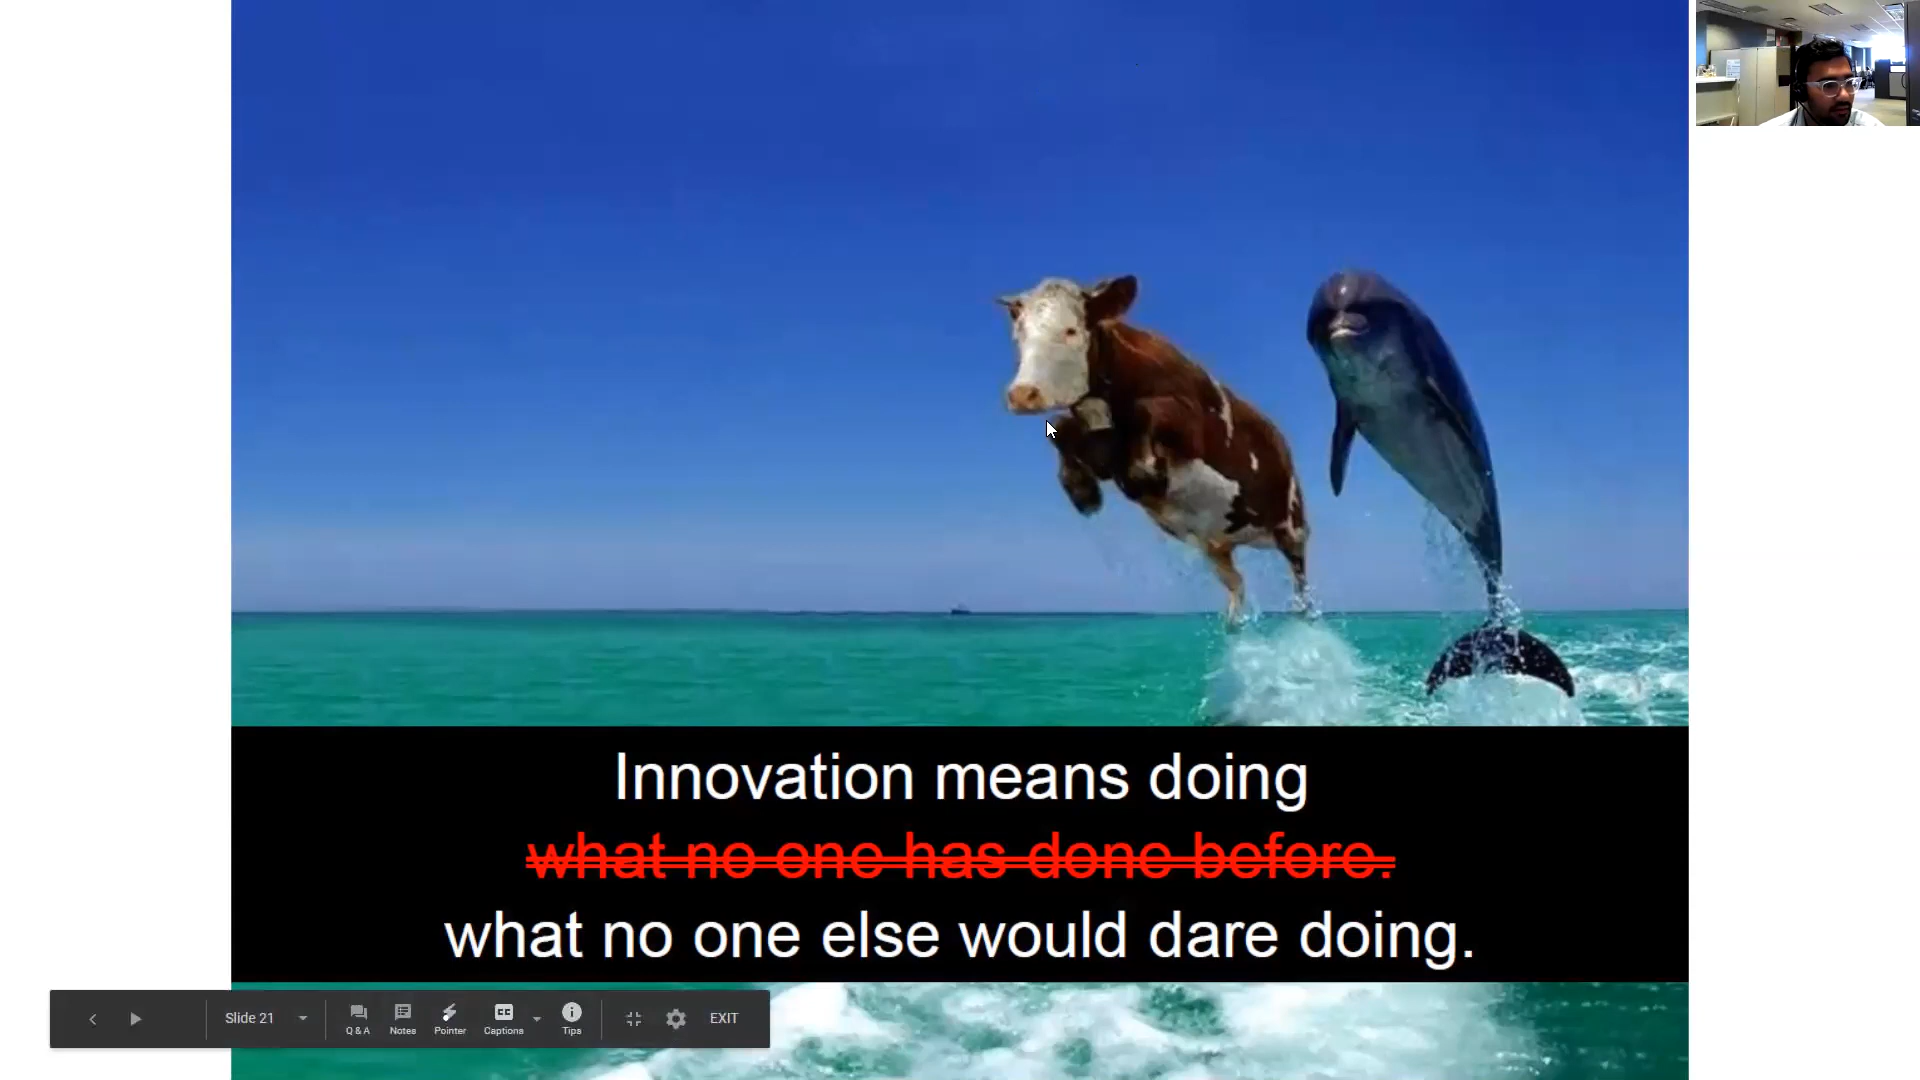 Innovation means doing
what no one has done before.
what no one else would dare doing.
Slide 21
Q & A
Notes
Pointer
CC
Captions
Tips
EXIT